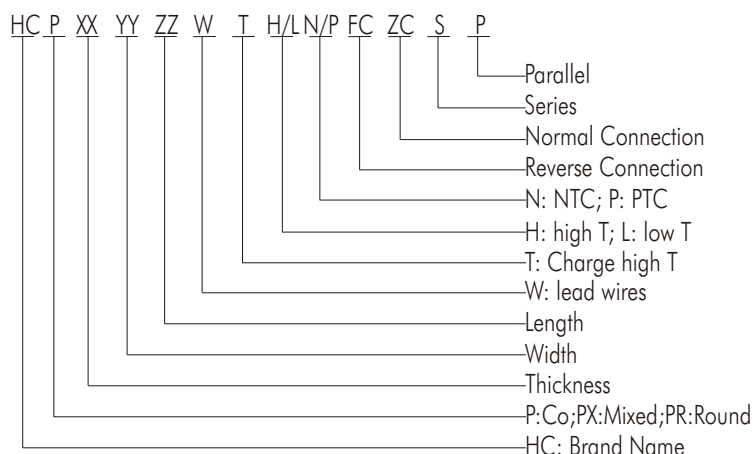 HC P XX YY ZZ W T H/L N/P FC ZC S P
Parallel
Series
Normal Connection
Reverse Connection
N: NTC; P: PTC
H: high T; L: low T
T: Charge high T
W: lead wires
Length
Width
Thickness
P:Co;PX:Mixed;PR:Round
HC: Brand Name